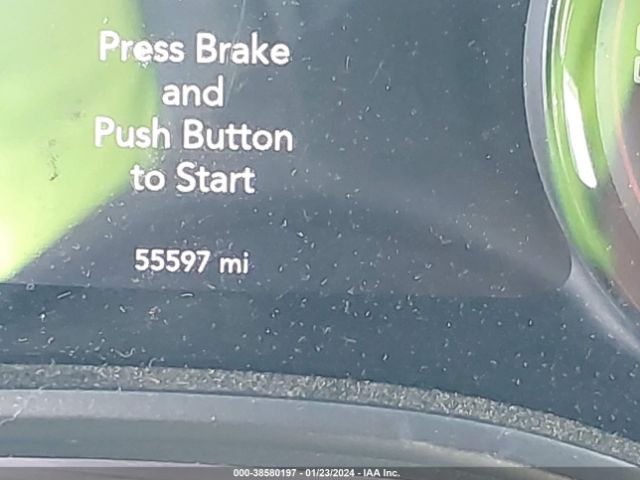 Press Brake
and
Push Button
to Start
55597 mi
000-38580197 - 01/23/2024 - IAA Inc.